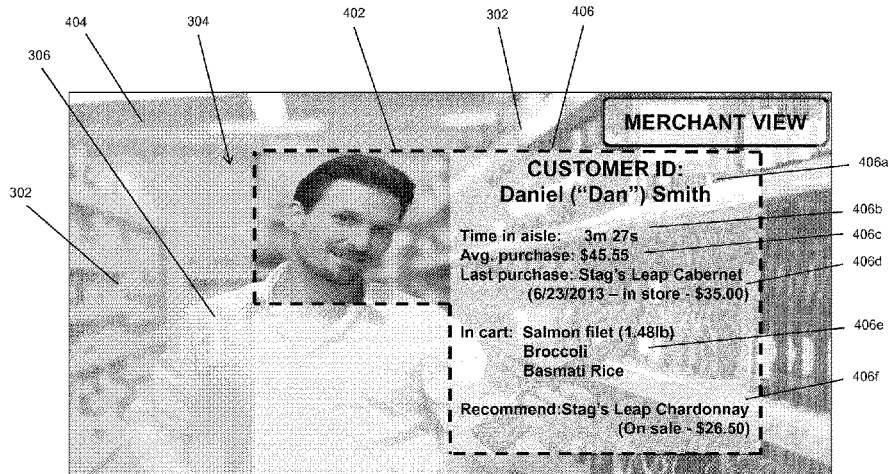 404
304
402
302
406
306
MERCHANT VIEW
CUSTOMER ID:
Daniel ("Dan") Smith
406a
302
Time in aisle: 3m 27s
406b
Avg. purchase: $45.55
406c
Last purchase: Stag's Leap Cabernet
406d
(6/23/2013 – in store - $35.00)
In cart: Salmon filet (1.48lb)
406e
Broccoli
Basmati Rice
406f
Recommend:Stag's Leap Chardonnay
(On sale - $26.50)